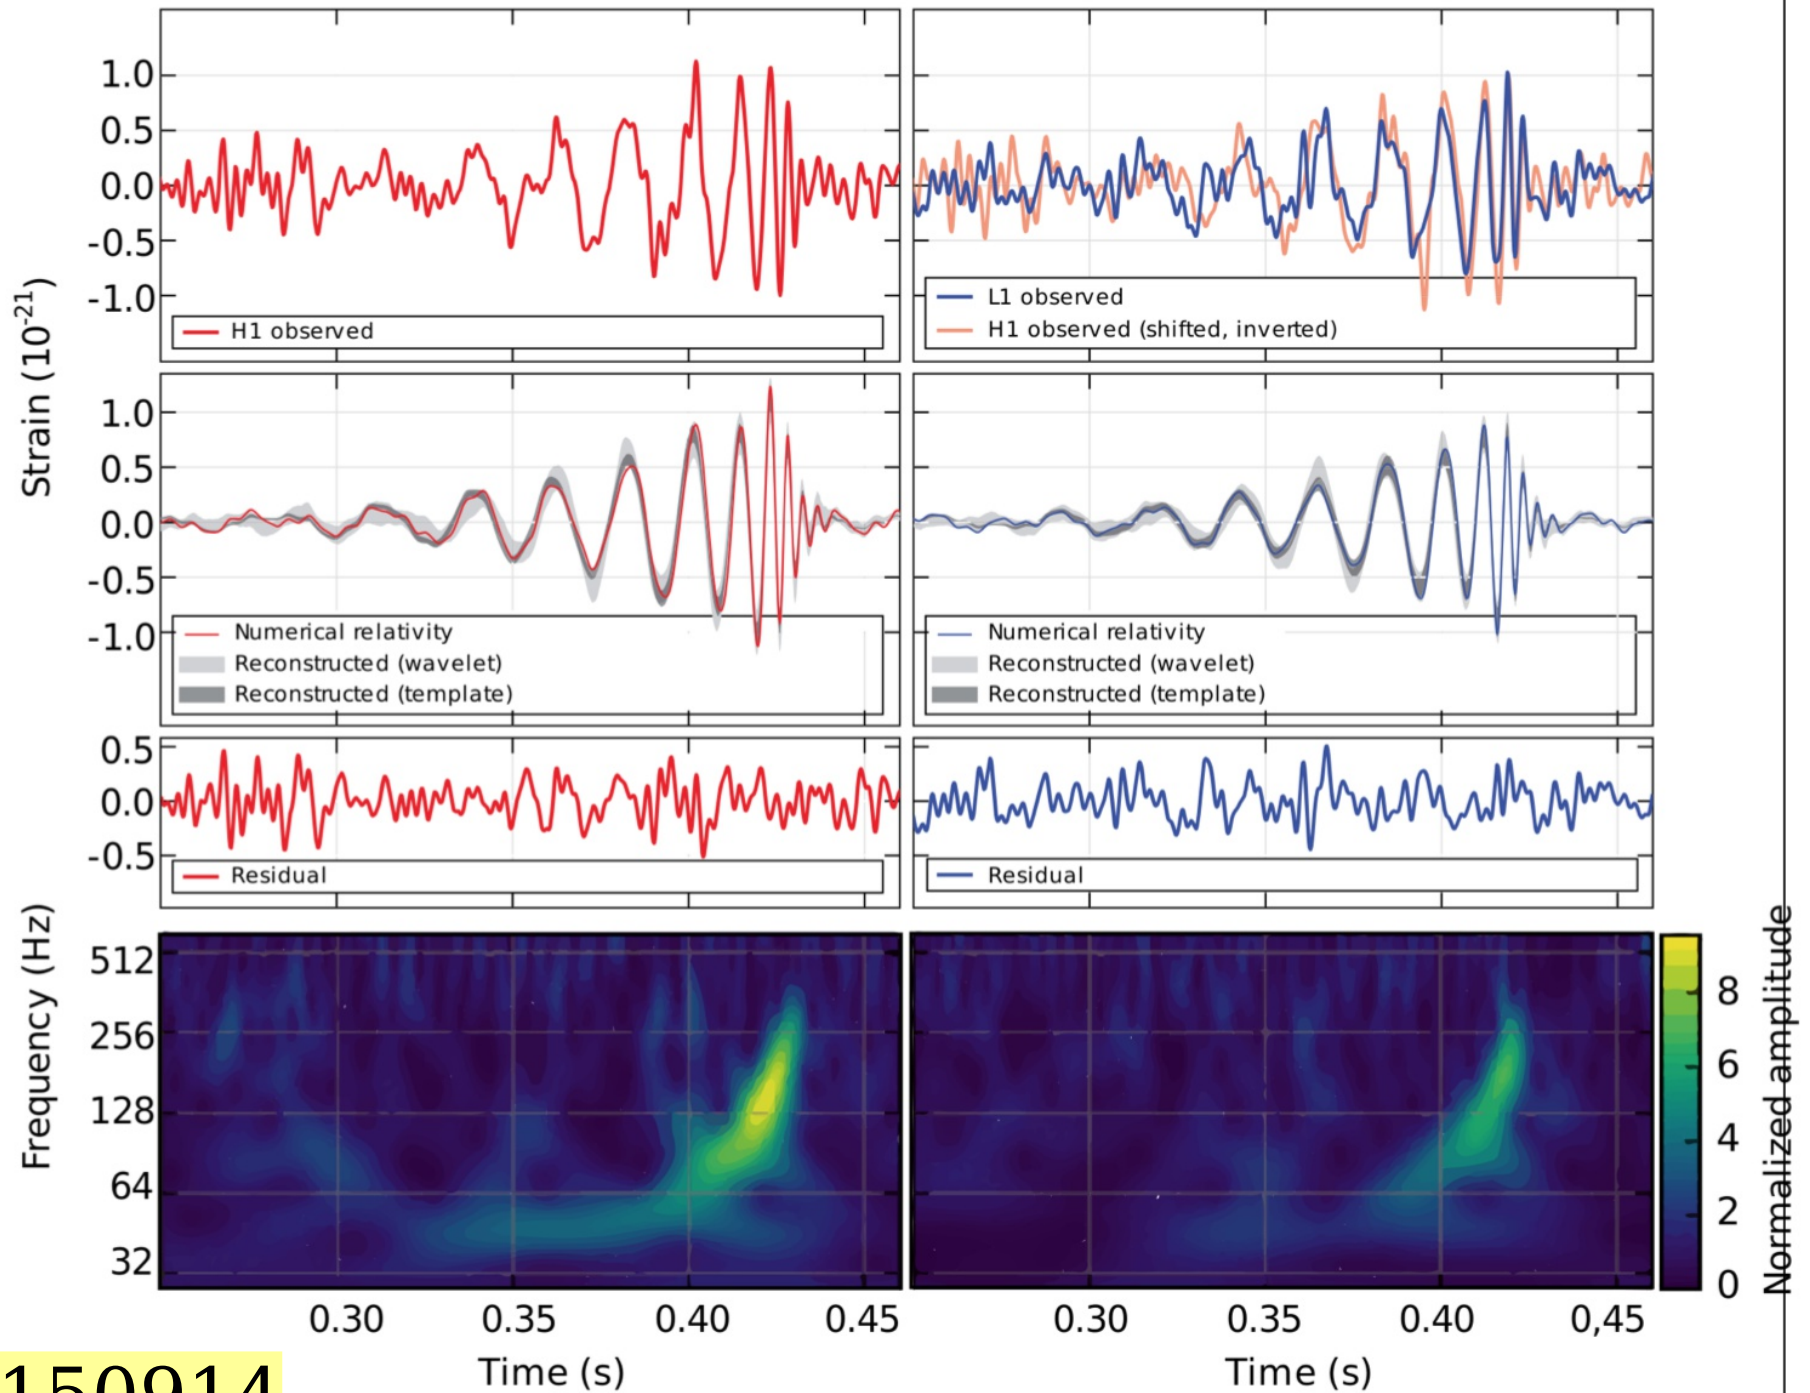 Strain (10⁻²¹)
1.0
0.5
0.0
-0.5
-1.0
H1 observed
L1 observed
H1 observed (shifted, inverted)
1.0
0.5
0.0
-0.5
-1.0
Numerical relativity
Reconstructed (wavelet)
Reconstructed (template)
Numerical relativity
Reconstructed (wavelet)
Reconstructed (template)
0.5
0.0
-0.5
Residual
Residual
Frequency (Hz)
512
256
128
64
32
8
6
4
2
0
Normalized amplitude
0.30 0.35 0.40 0.45
0.30 0.35 0.40 0,45
Time (s)
Time (s)
150914